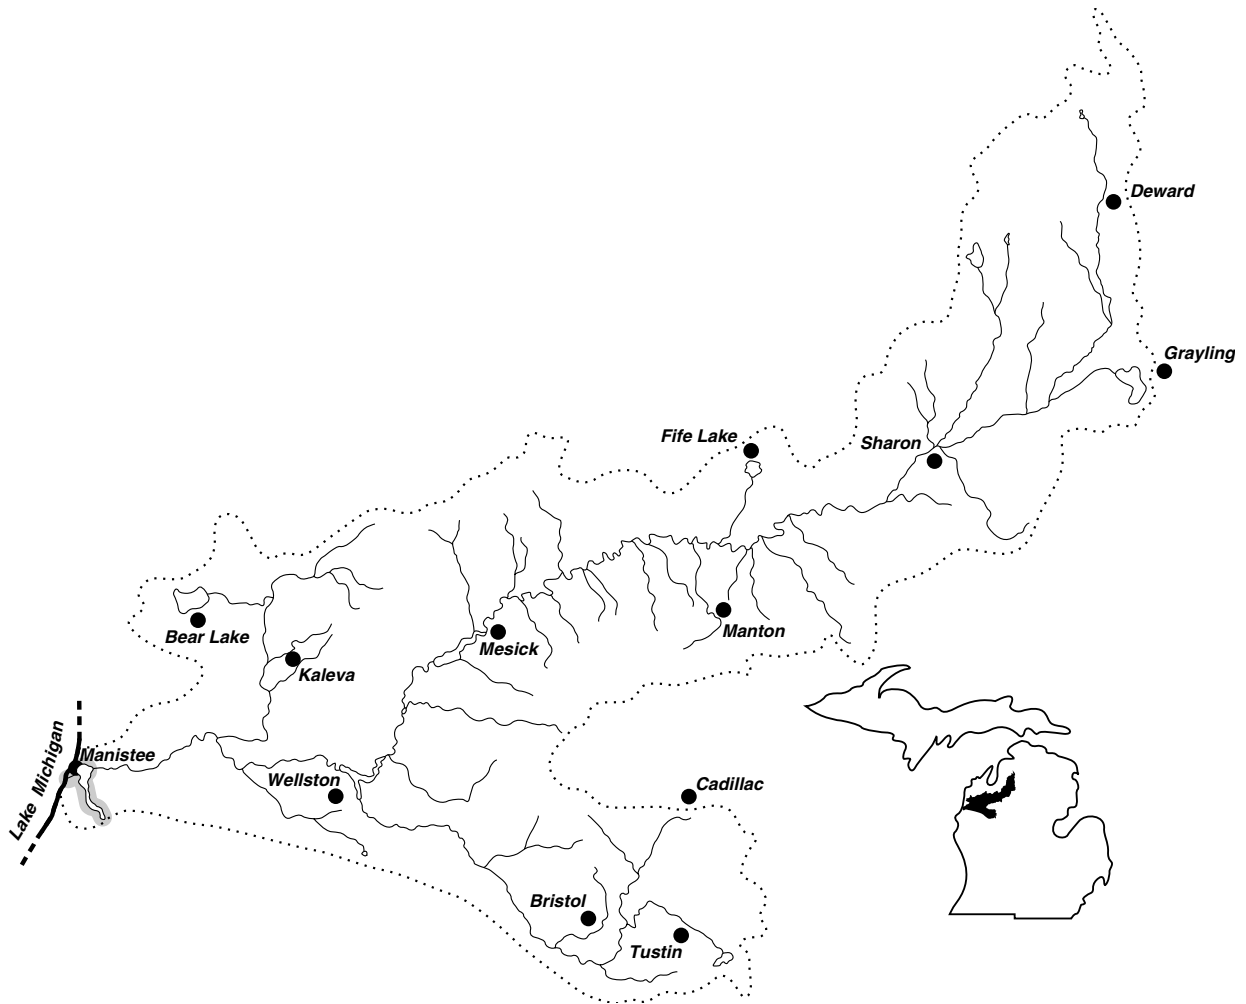 Deward
Grayling
Fife Lake
Sharon
Bear Lake
Mesick
Manton
Kaleva
Lake Michigan
Manistee
Wellston
Cadillac
Bristol
Tustin